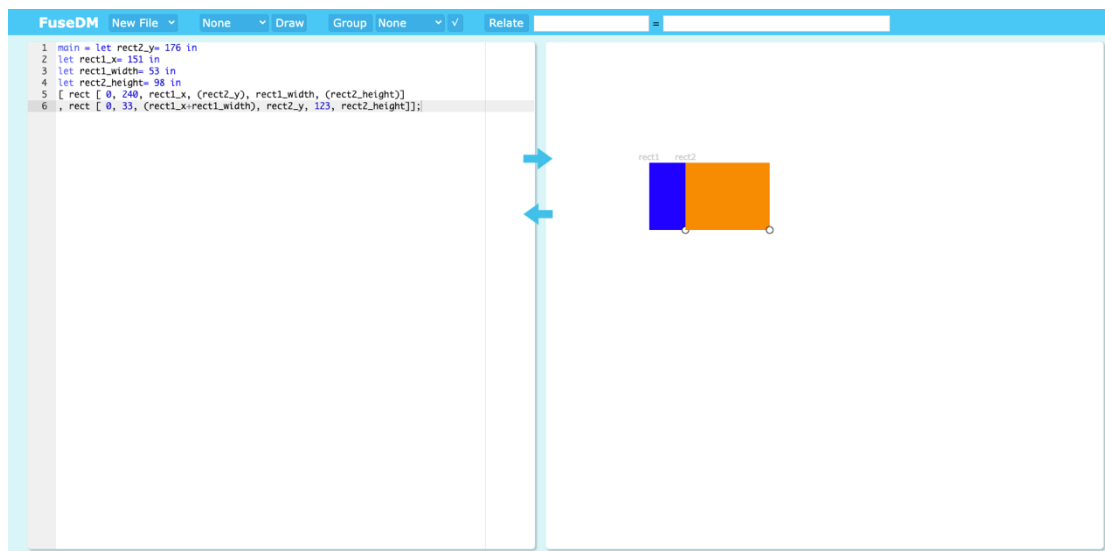 FuseDM New File None Draw Group None √ Relate =
1 main = let rect2_y= 176 in
2 let rect1_x= 151 in
3 let rect1_width= 53 in
4 let rect2_height= 98 in
5 [ rect [ 0, 240, rect1_x, (rect2_y), rect1_width, (rect2_height)]
6 , rect [ 0, 33, (rect1_x+rect1_width), rect2_y, 123, rect2_height]];
rect1 rect2